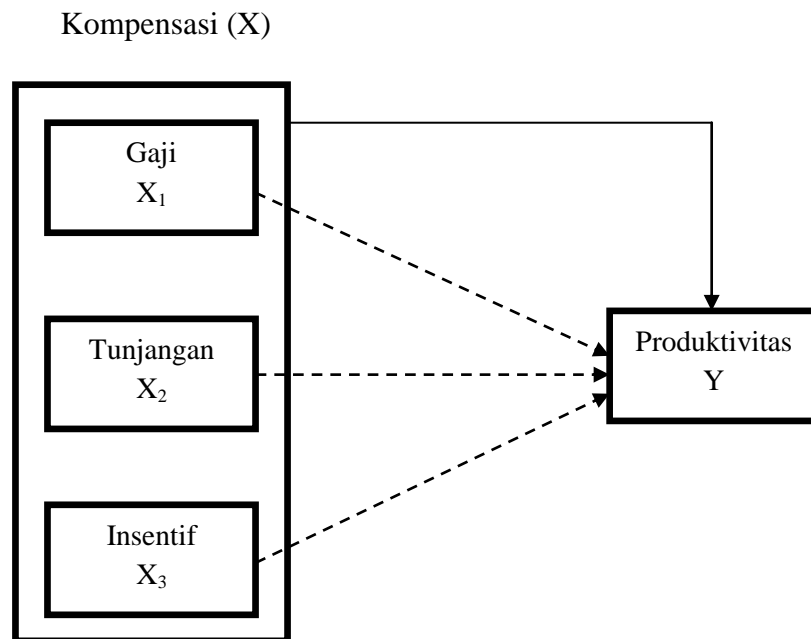 Kompensasi (X)
Gaji
X₁
Tunjangan
X₂
Insentif
X₃
Produktivitas
Y